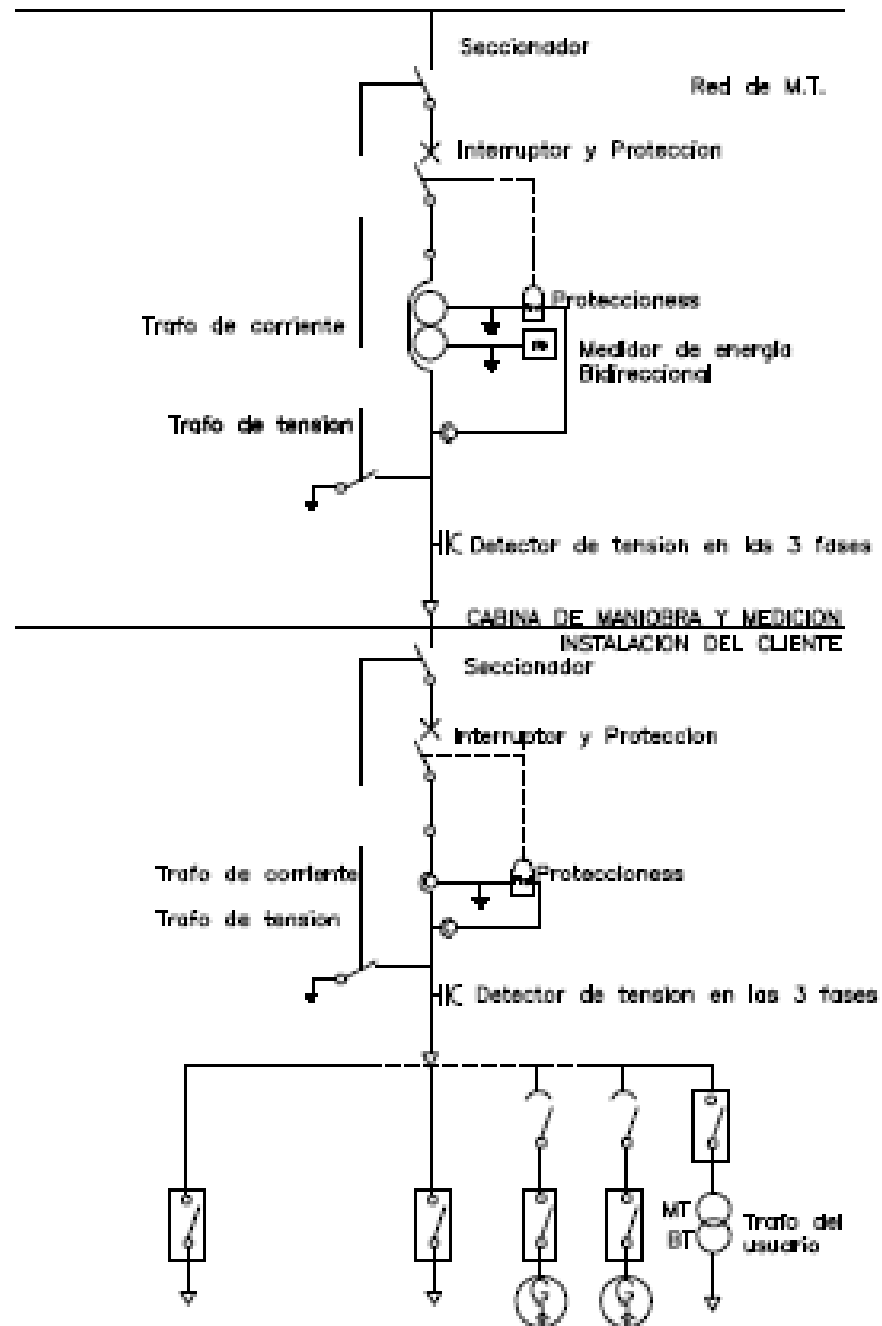 Seccionador
Red de M.T.
Interruptor y Proteccion
Proteccioness
Trafo de corriente
Medidor de energia
Bidireccional
Trafo de tension
Detector de tension en las 3 fases
CABINA DE MANIOBRA Y MEDICION
INSTALACION DEL CLIENTE
Seccionador
Interruptor y Proteccion
Trafo de corriente
Proteccioness
Trafo de tension
Detector de tension en las 3 fases
MT
BT
Trafo del
usuario
G
G